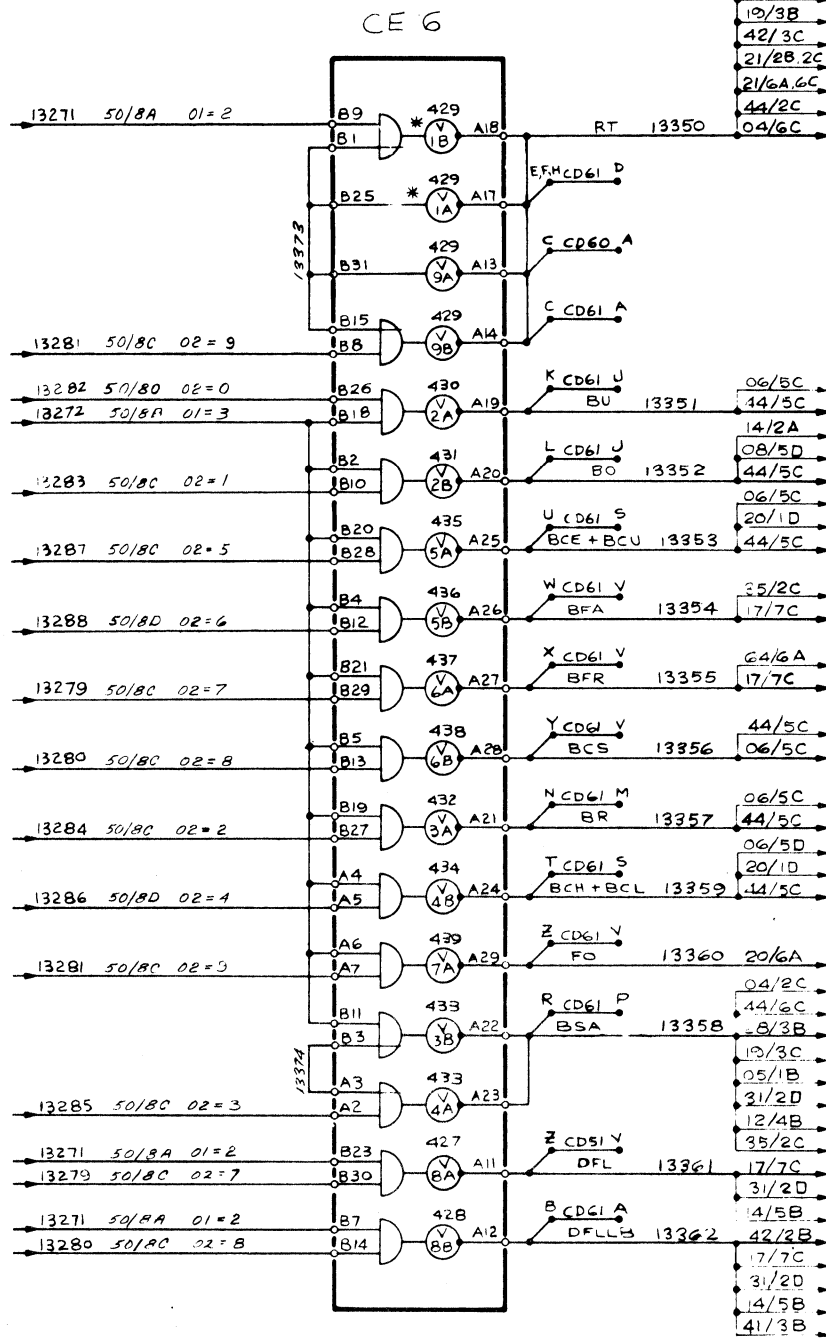 CE 6
19/3B
42/3C
21/2B.2C
21/6A,6C
44/2C
13271 50/8A 01=2 B9 429 * V 1B A18 RT 13350 04/6C
B1
E,F,H CD61 D
B25 429 * V 1A A17
13373
C CD60 A
B31 429 V 9A A13
C CD61 A
B15 429 V 9B A14
13281 50/8C 02=9 B8
K CD61 J 06/5C
13282 50/80 02=0 B26 430 V 2A A19 BU 13351 44/5C
13272 50/8A 01=3 B18
14/2A
L CD61 J 08/5D
B2 431 V 2B A20 BO 13352 44/5C
13283 50/8C 02=1 B10
06/5C
U CD61 S 20/1D
B20 435 V 5A A25 BCE+BCU 13353 44/5C
13287 50/8C 02=5 B28
W CD61 V 35/2C
B4 436 V 5B A26 BFA 13354 17/7C
13288 50/8D 02=6 B12
X CD61 V 64/6A
B21 437 V 6A A27 BFR 13355 17/7C
13279 50/8C 02=7 B29
Y CD61 V 44/5C
B5 438 V 6B A28 BCS 13356 06/5C
13280 50/8C 02=8 B13
N CD61 M 06/5C
B19 432 V 3A A21 BR 13357 44/5C
13284 50/8C 02=2 B27
06/5D
T CD61 S 20/1D
A4 434 V 4B A24 BCH+BCL 13359 44/5C
13286 50/8D 02=4 A5
Z CD61 V
A6 439 V 7A A29 FO 13360 20/6A
13281 50/8C 02=9 A7
04/2C
R CD61 P 44/6C
B11 433 V 3B A22 BSA 13358 8/3B
B3
19/3C
13374
05/1B
A3 433 V 4A A23 31/2D
13285 50/8C 02=3 A2
12/4B
35/2C
Z CD51 V
13271 50/8A 01=2 B23 427 V 8A A11 DFL 13361 17/7C
13279 50/8C 02=7 B30
31/2D
B CD61 A 14/5B
13271 50/8A 01=2 B7 428 V 8B A12 DFLLB 13362 42/2B
13280 50/8C 02=8 B14
17/7C
31/2D
14/5B
41/3B